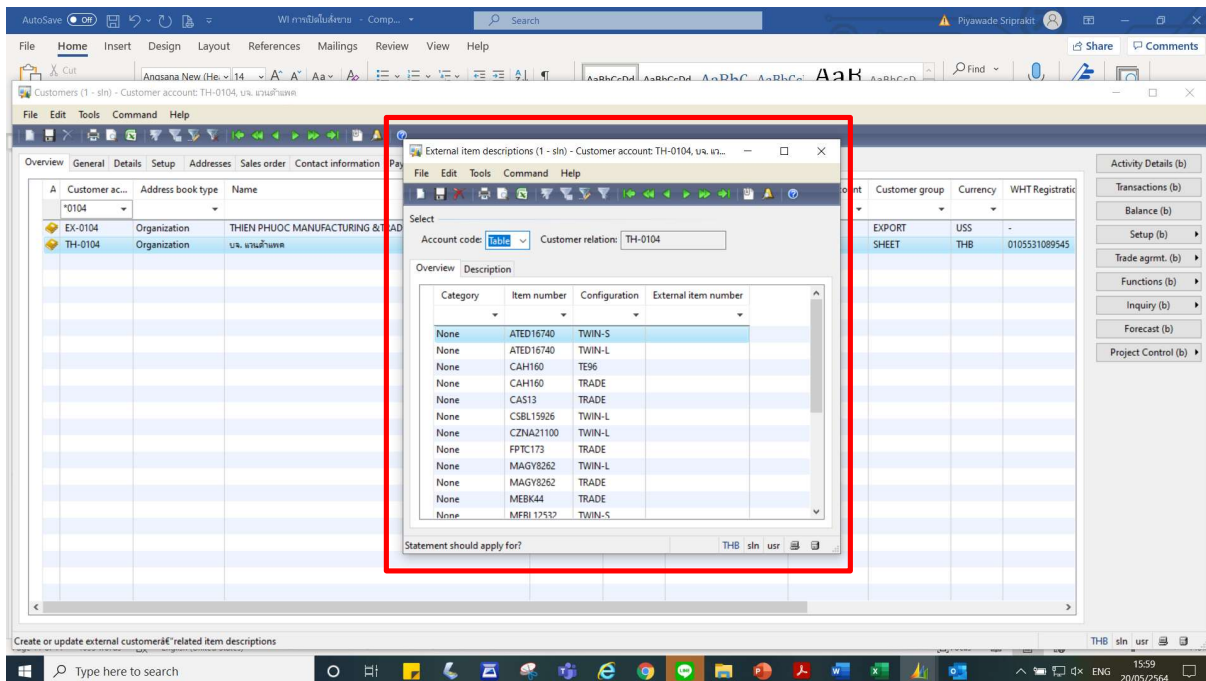 AutoSave Off WI การเปิดใบสั่งขาย - Comp... Search Piyawade Sriprakit
File Home Insert Design Layout References Mailings Review View Help Share Comments
Cut Angsana New (He. 14 Aa Find
Customers (1 - sln) - Customer account: TH-0104, บจ. แวนด้าแพค
File Edit Tools Command Help
Overview General Details Setup Addresses Sales order Contact information Pay
A Customer ac... Address book type Name ount Customer group Currency WHT Registratic
*0104
EX-0104 Organization THIEN PHUOC MANUFACTURING &TRAD EXPORT USS -
TH-0104 Organization บจ. แวนด้าแพค SHEET THB 0105531089545
External item descriptions (1 - sln) - Customer account: TH-0104, บจ. แว...
File Edit Tools Command Help
Select
Account code: Table Customer relation: TH-0104
Overview Description
Category Item number Configuration External item number
None ATED16740 TWIN-S
None ATED16740 TWIN-L
None CAH160 TE96
None CAH160 TRADE
None CAS13 TRADE
None CSBL15926 TWIN-L
None CZNA21100 TWIN-L
None FPTC173 TRADE
None MAGY8262 TWIN-L
None MAGY8262 TRADE
None MEBK44 TRADE
None MEBL12532 TWIN-S
Statement should apply for? THB sln usr
Activity Details (b)
Transactions (b)
Balance (b)
Setup (b)
Trade agrmt. (b)
Functions (b)
Inquiry (b)
Forecast (b)
Project Control (b)
Create or update external customerâ€“related item descriptions THB sln usr
Type here to search ENG 15:59
20/05/2564